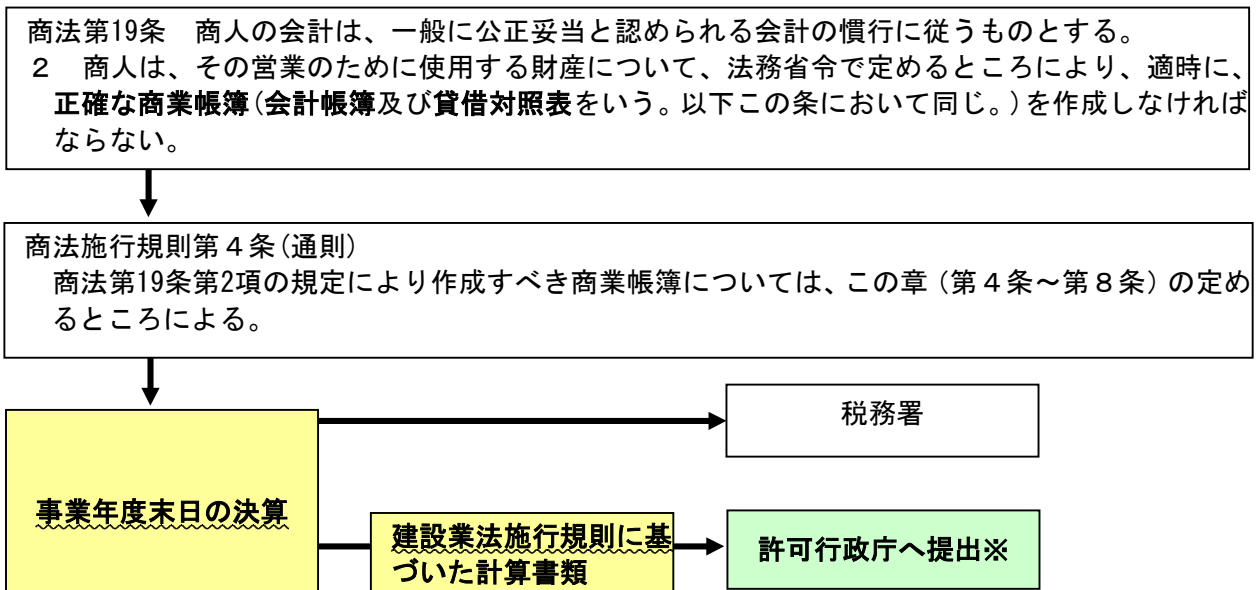 商法第19条　商人の会計は、一般に公正妥当と認められる会計の慣行に従うものとする。
２　商人は、その営業のために使用する財産について、法務省令で定めるところにより、適時に、
正確な商業帳簿(会計帳簿及び貸借対照表をいう。以下この条において同じ。)を作成しなければ
ならない。
商法施行規則第４条(通則)
商法第19条第2項の規定により作成すべき商業帳簿については、この章（第４条～第８条）の定め
るところによる。
税務署
事業年度末日の決算
建設業法施行規則に基
づいた計算書類
許可行政庁へ提出※